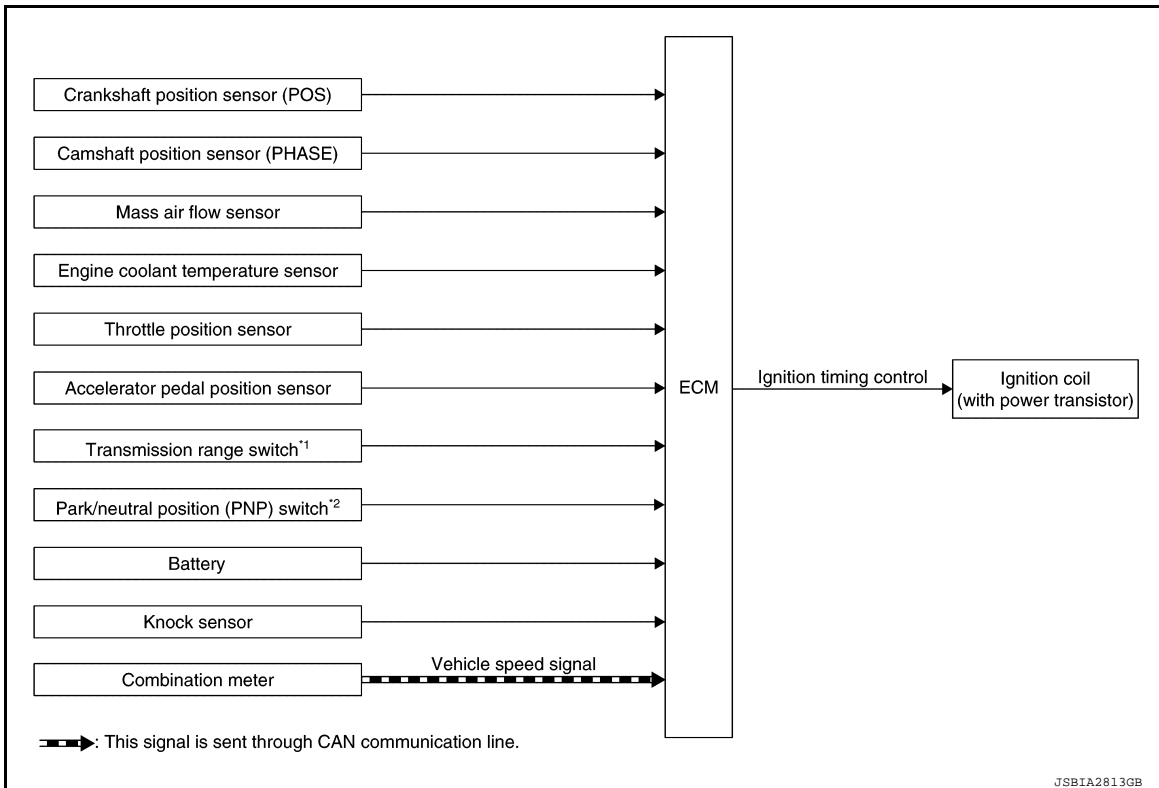 Crankshaft position sensor (POS)
Camshaft position sensor (PHASE)
Mass air flow sensor
Engine coolant temperature sensor
Throttle position sensor
Accelerator pedal position sensor
Transmission range switch*1
Park/neutral position (PNP) switch*2
Battery
Knock sensor
Combination meter
Vehicle speed signal
ECM
Ignition timing control
Ignition coil
(with power transistor)
: This signal is sent through CAN communication line.
JSBIA2813GB